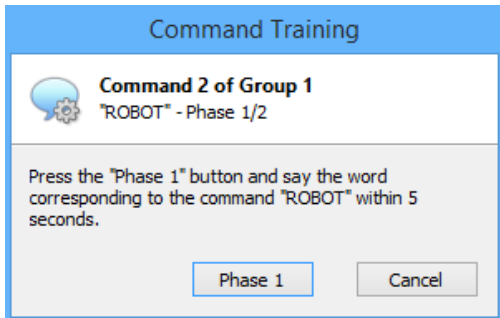 Command Training
Command 2 of Group 1
"ROBOT" - Phase 1/2
Press the "Phase 1" button and say the word
corresponding to the command "ROBOT" within 5
seconds.
Phase 1 Cancel